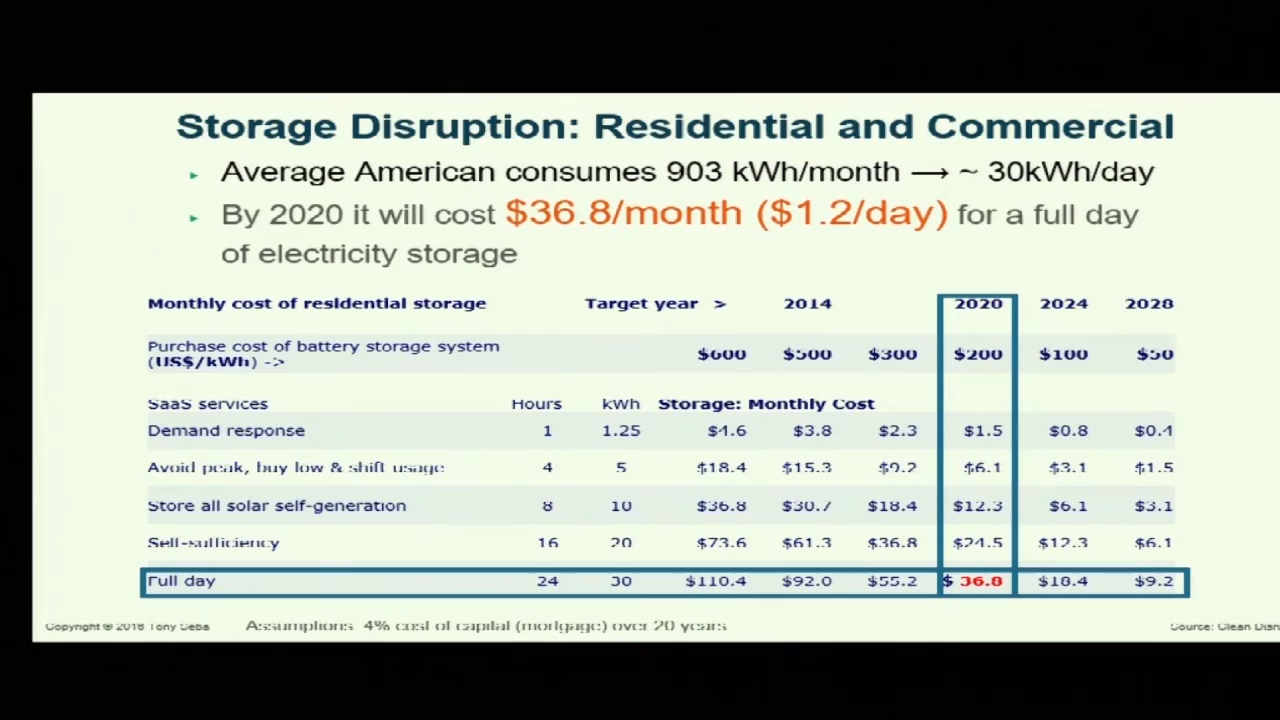 Storage Disruption: Residential and Commercial
Average American consumes 903 kWh/month → ~ 30kWh/day
By 2020 it will cost $36.8/month ($1.2/day) for a full day
of electricity storage
Monthly cost of residential storage Target year > 2014 2020 2024 2028
Purchase cost of battery storage system
(US$/kWh) -> $600 $500 $300 $200 $100 $50
SaaS services Hours kWh Storage: Monthly Cost
Demand response 1 1.25 $4.6 $3.8 $2.3 $1.5 $0.8 $0.4
Avoid peak, buy low & shift usage 4 5 $18.4 $15.3 $9.2 $6.1 $3.1 $1.5
Store all solar self-generation 8 10 $36.8 $30.7 $18.4 $12.3 $6.1 $3.1
Self-sufficiency 16 20 $73.6 $61.3 $36.8 $24.5 $12.3 $6.1
Full day 24 30 $110.4 $92.0 $55.2 $ 36.8 $18.4 $9.2
Copyright © 2016 Tony Seba Assumptions: 4% cost of capital (mortgage) over 20 years Source: Clean Disru